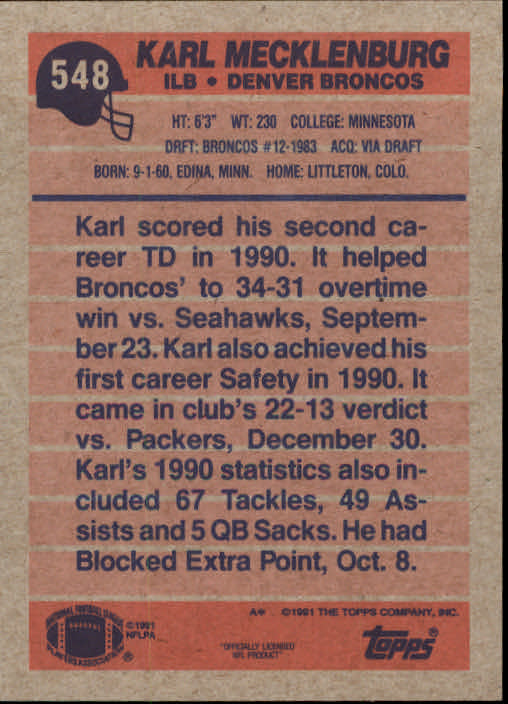 548
KARL MECKLENBURG
ILB • DENVER BRONCOS
HT: 6'3" WT: 230 COLLEGE: MINNESOTA
DRFT: BRONCOS #12-1983 ACQ: VIA DRAFT
BORN: 9-1-60, EDINA, MINN. HOME: LITTLETON, COLO.
Karl scored his second ca-
reer TD in 1990. It helped
Broncos' to 34-31 overtime
win vs. Seahawks, Septem-
ber 23. Karl also achieved his
first career Safety in 1990. It
came in club's 22-13 verdict
vs. Packers, December 30.
Karl's 1990 statistics also in-
cluded 67 Tackles, 49 As-
sists and 5 QB Sacks. He had
Blocked Extra Point, Oct. 8.
NATIONAL FOOTBALL LEAGUE
PLAYERS ASSOCIATION
®
©1991
NFLPA
A* ©1991 THE TOPPS COMPANY, INC.
"OFFICIALLY LICENSED
NFL PRODUCT"
topps®